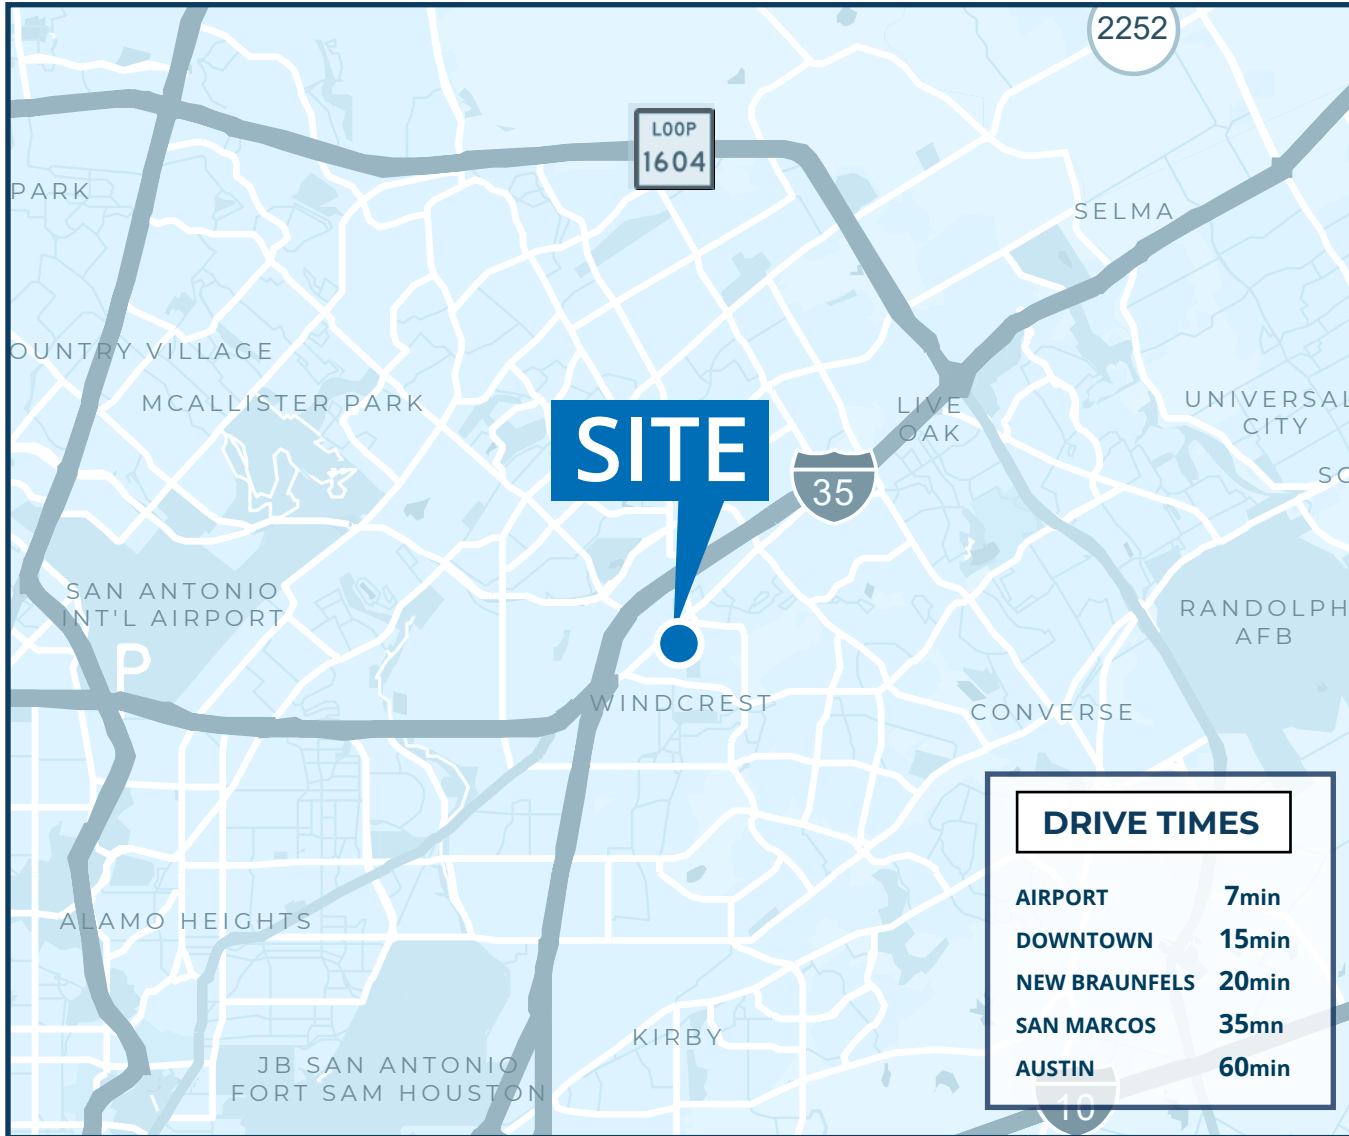 2252
LOOP
1604
PARK
SELMA
OUNTRY VILLAGE
MCALLISTER PARK
LIVE
OAK
UNIVERSAL
CITY
SITE
35
SC
SAN ANTONIO
INT'L AIRPORT
P
RANDOLPH
AFB
WINDCREST
CONVERSE
DRIVE TIMES
AIRPORT 7min
DOWNTOWN 15min
NEW BRAUNFELS 20min
SAN MARCOS 35mn
AUSTIN 60min
ALAMO HEIGHTS
KIRBY
JB SAN ANTONIO
FORT SAM HOUSTON
10